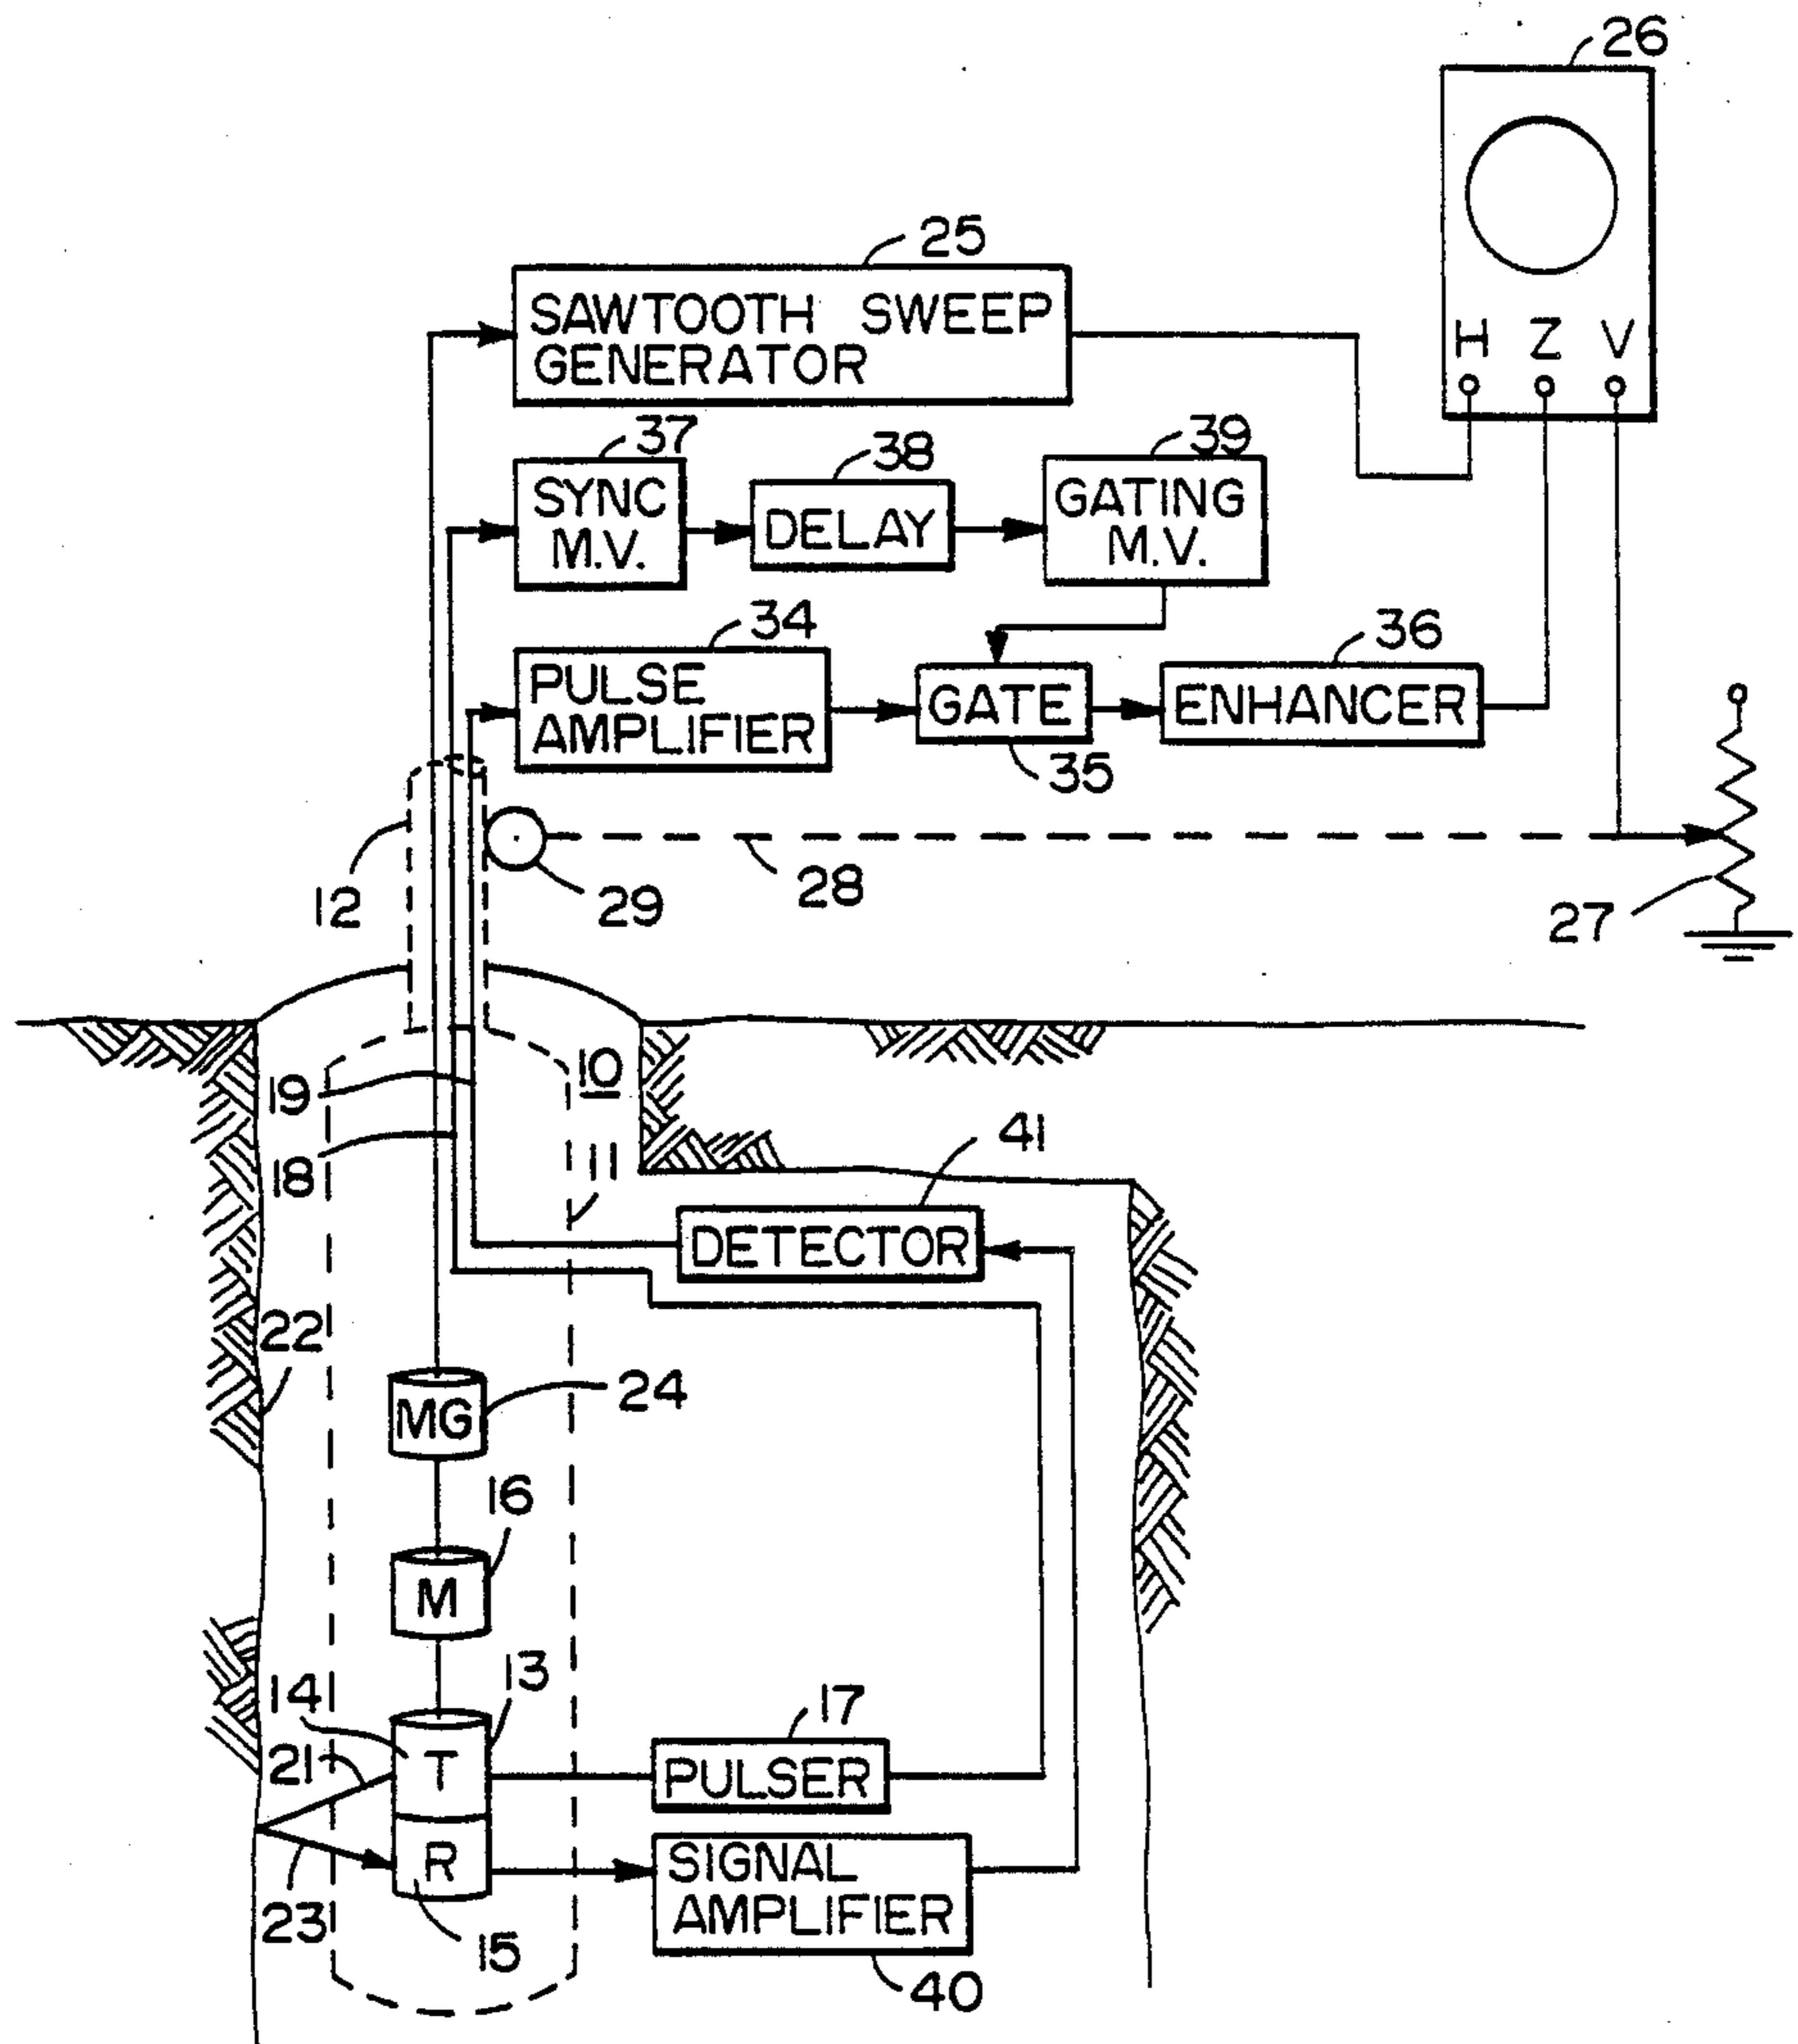 26
25
SAWTOOTH SWEEP
GENERATOR
H Z V
37
38
39
SYNC
M.V.
DELAY
GATING
M.V.
34
36
PULSE
AMPLIFIER
GATE
ENHANCER
35
12
29
28
27
10
19
18
11
41
DETECTOR
22
24
MG
16
M
13
14
17
21
T
PULSER
R
SIGNAL
AMPLIFIER
23
15
40